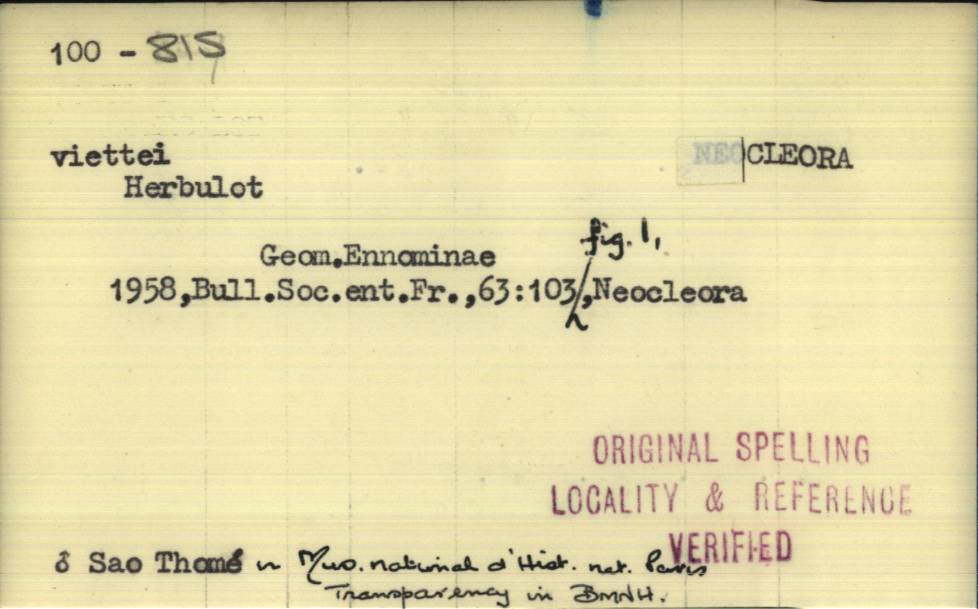 100 - 815
viettei NEOCLEORA
Herbulot
fig. 1,
Geom.Ennominae
1958,Bull.Soc.ent.Fr.,63:103,Neocleora
ORIGINAL SPELLING
LOCALITY & REFERENCE
VERIFIED
♂ Sao Thomé in Mus. national d'Hist. nat. Paris
Transparency in BMNH.